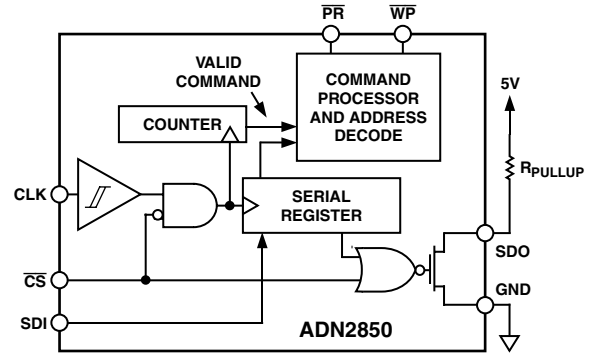 PR
WP
VALID
COMMAND
COMMAND
PROCESSOR
AND ADDRESS
DECODE
5V
COUNTER
RPULLUP
CLK
SERIAL
REGISTER
SDO
CS
GND
SDI
ADN2850